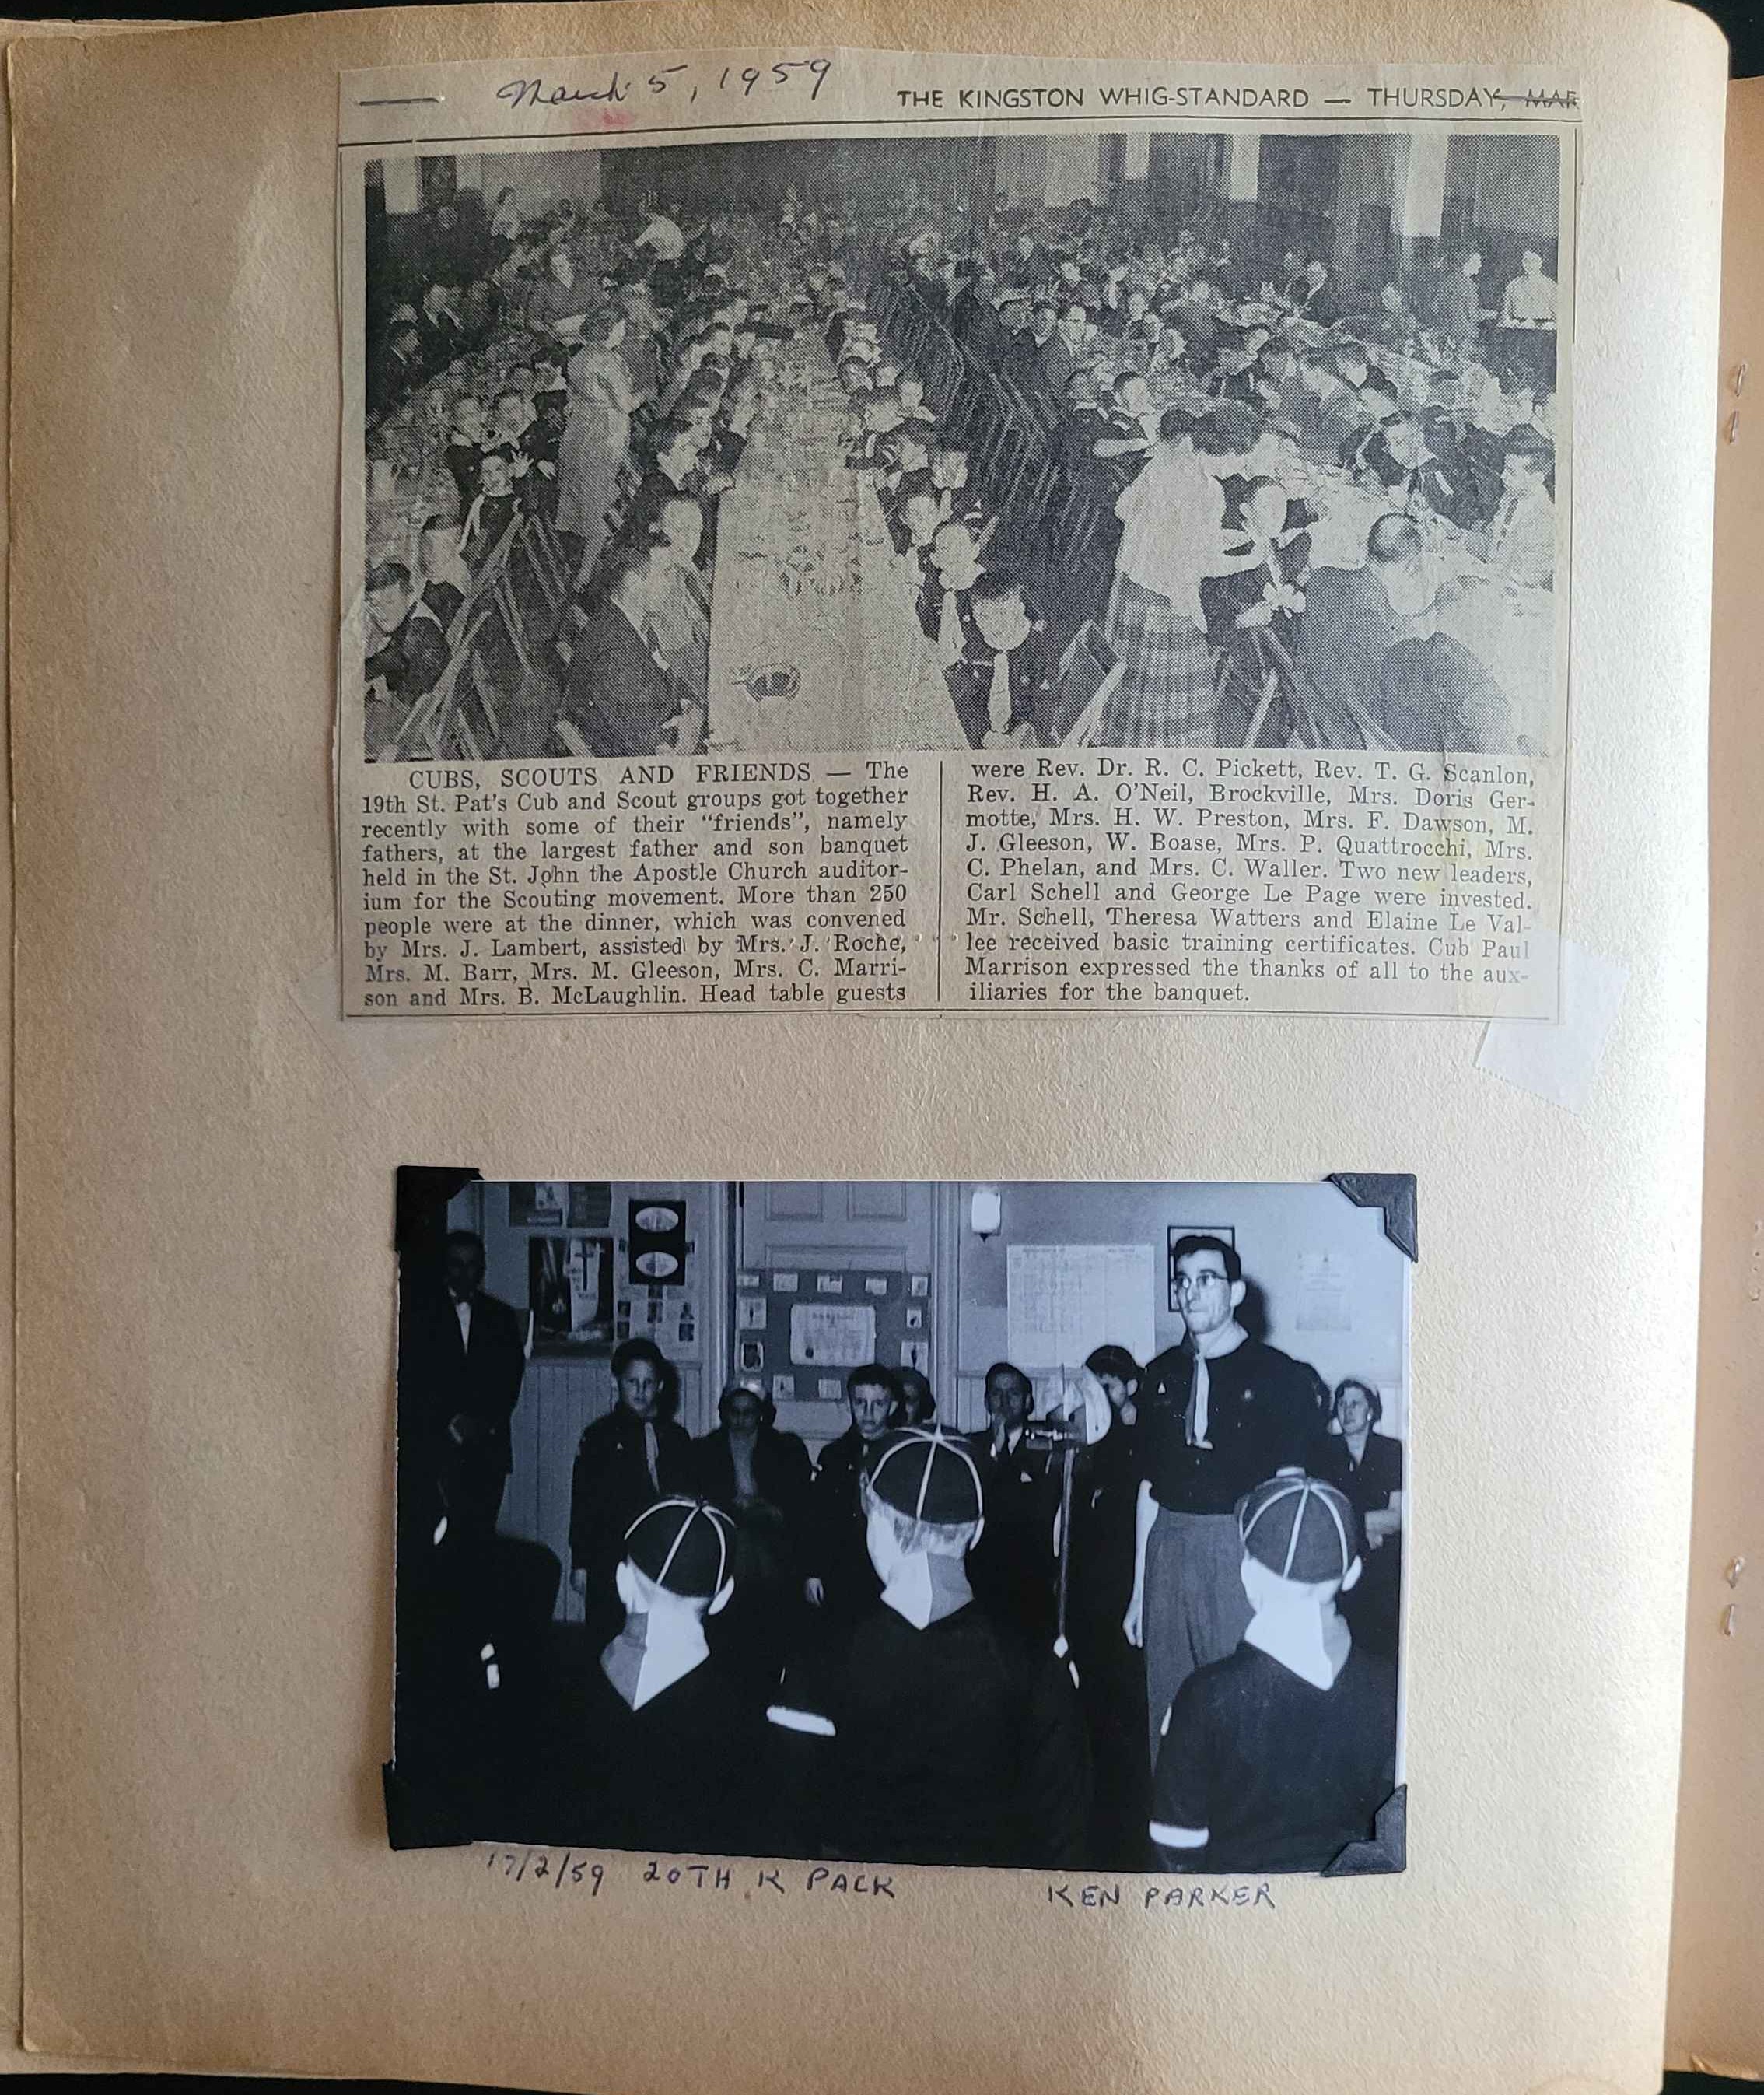 March 5, 1959
THE KINGSTON WHIG-STANDARD — THURSDAY, MAR
CUBS, SCOUTS AND FRIENDS — The
19th St. Pat's Cub and Scout groups got together
recently with some of their "friends", namely
fathers, at the largest father and son banquet
held in the St. John the Apostle Church auditor-
ium for the Scouting movement. More than 250
people were at the dinner, which was convened
by Mrs. J. Lambert, assisted by Mrs. J. Roche,
Mrs. M. Barr, Mrs. M. Gleeson, Mrs. C. Marri-
son and Mrs. B. McLaughlin. Head table guests
were Rev. Dr. R. C. Pickett, Rev. T. G. Scanlon,
Rev. H. A. O'Neil, Brockville, Mrs. Doris Ger-
motte, Mrs. H. W. Preston, Mrs. F. Dawson, M.
J. Gleeson, W. Boase, Mrs. P. Quattrocchi, Mrs.
C. Phelan, and Mrs. C. Waller. Two new leaders,
Carl Schell and George Le Page were invested.
Mr. Schell, Theresa Watters and Elaine Le Val-
lee received basic training certificates. Cub Paul
Marrison expressed the thanks of all to the aux-
iliaries for the banquet.
17/2/59 20TH K PACK
KEN PARKER